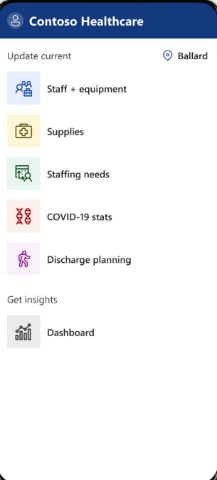 Contoso Healthcare
Update current
Ballard
Staff + equipment
Supplies
Staffing needs
COVID-19 stats
Discharge planning
Get insights
Dashboard